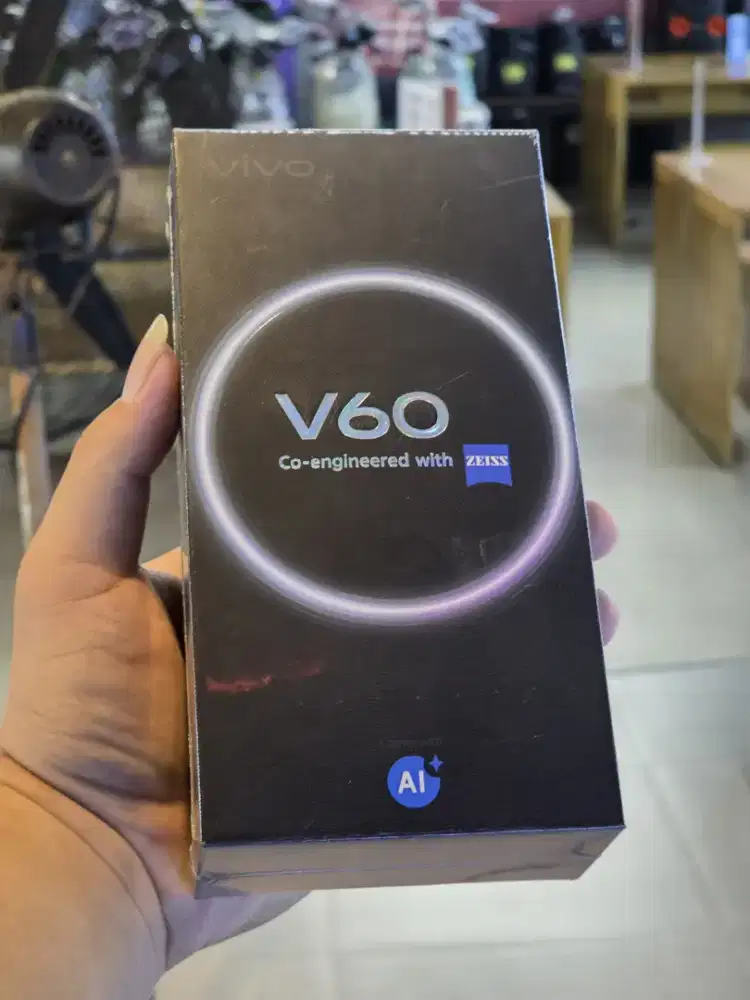 vivo
V60
Co-engineered with ZEISS
AI